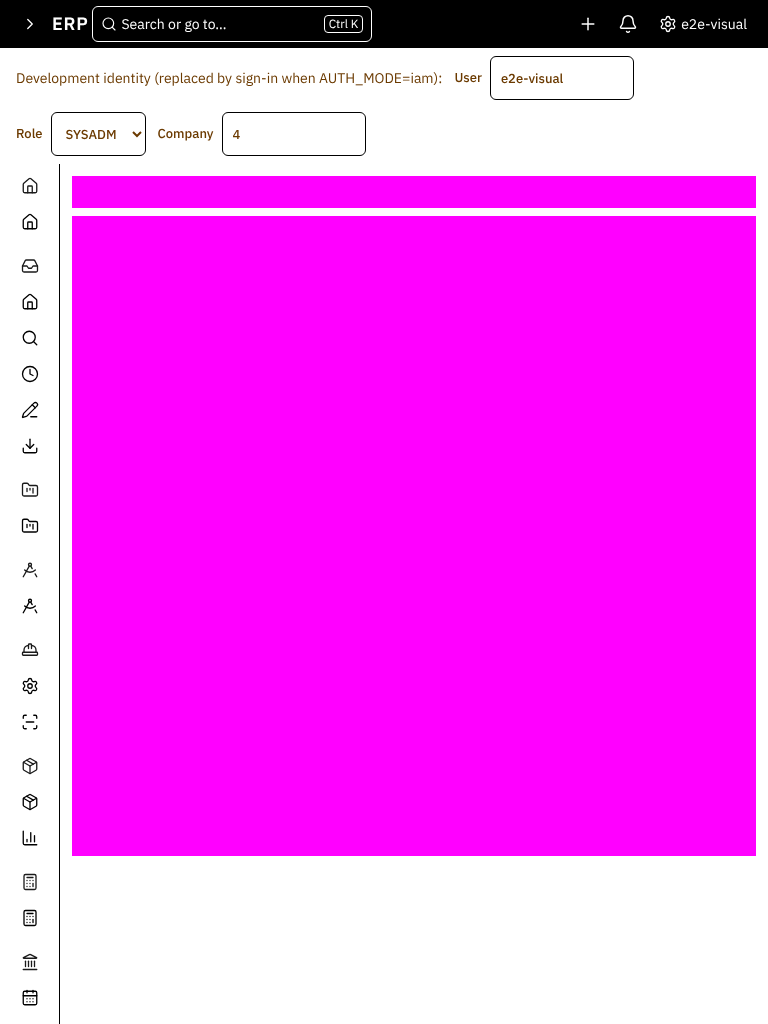 ERP Search or go to... Ctrl K e2e-visual
Development identity (replaced by sign-in when AUTH_MODE=iam): User e2e-visual
Role SYSADM Company 4